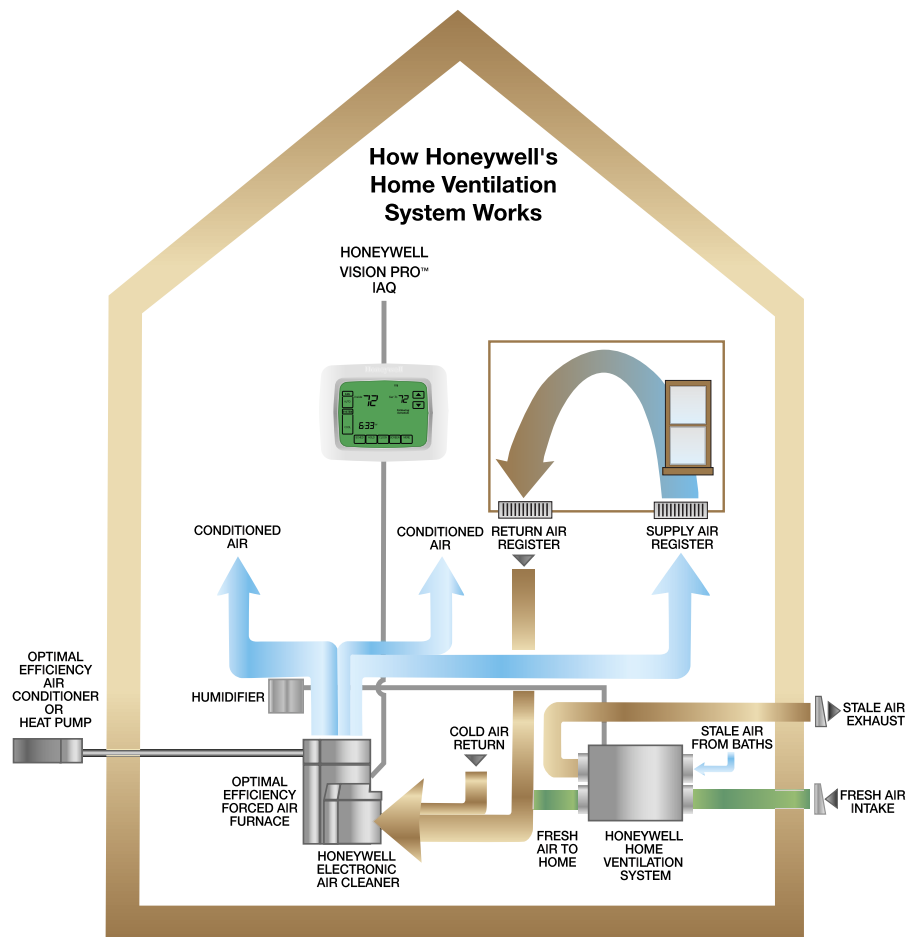 How Honeywell's
Home Ventilation
System Works
HONEYWELL
VISION PRO™
IAQ
Honeywell
72
72
6:33
CONDITIONED
AIR
CONDITIONED
AIR
RETURN AIR
REGISTER
SUPPLY AIR
REGISTER
OPTIMAL
EFFICIENCY
AIR
CONDITIONER
OR
HEAT PUMP
HUMIDIFIER
STALE AIR
EXHAUST
COLD AIR
RETURN
STALE AIR
FROM BATHS
OPTIMAL
EFFICIENCY
FORCED AIR
FURNACE
FRESH AIR
INTAKE
FRESH
AIR TO
HOME
HONEYWELL
HOME
VENTILATION
SYSTEM
HONEYWELL
ELECTRONIC
AIR CLEANER